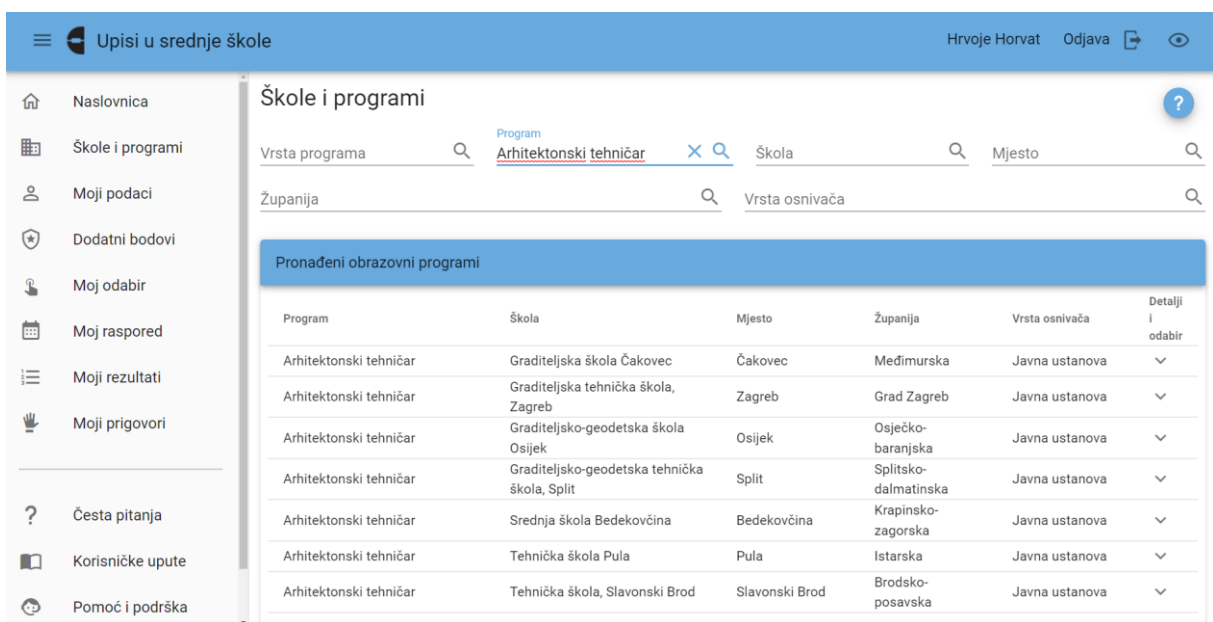 Upisi u srednje škole
Hrvoje Horvat
Odjava
Naslovnica
Škole i programi
Moji podaci
Dodatni bodovi
Moj odabir
Moj raspored
Moji rezultati
Moji prigovori
Česta pitanja
Korisničke upute
Pomoć i podrška
Škole i programi
?
Vrsta programa
Program
Arhitektonski tehničar
Škola
Mjesto
Županija
Vrsta osnivača
Pronađeni obrazovni programi
Program Škola Mjesto Županija Vrsta osnivača Detalji
i
odabir
Arhitektonski tehničar Graditeljska škola Čakovec Čakovec Međimurska Javna ustanova
Arhitektonski tehničar Graditeljska tehnička škola,
Zagreb Zagreb Grad Zagreb Javna ustanova
Arhitektonski tehničar Graditeljsko-geodetska škola
Osijek Osijek Osječko-
baranjska Javna ustanova
Arhitektonski tehničar Graditeljsko-geodetska tehnička
škola, Split Split Splitsko-
dalmatinska Javna ustanova
Arhitektonski tehničar Srednja škola Bedekovčina Bedekovčina Krapinsko-
zagorska Javna ustanova
Arhitektonski tehničar Tehnička škola Pula Pula Istarska Javna ustanova
Arhitektonski tehničar Tehnička škola, Slavonski Brod Slavonski Brod Brodsko-
posavska Javna ustanova